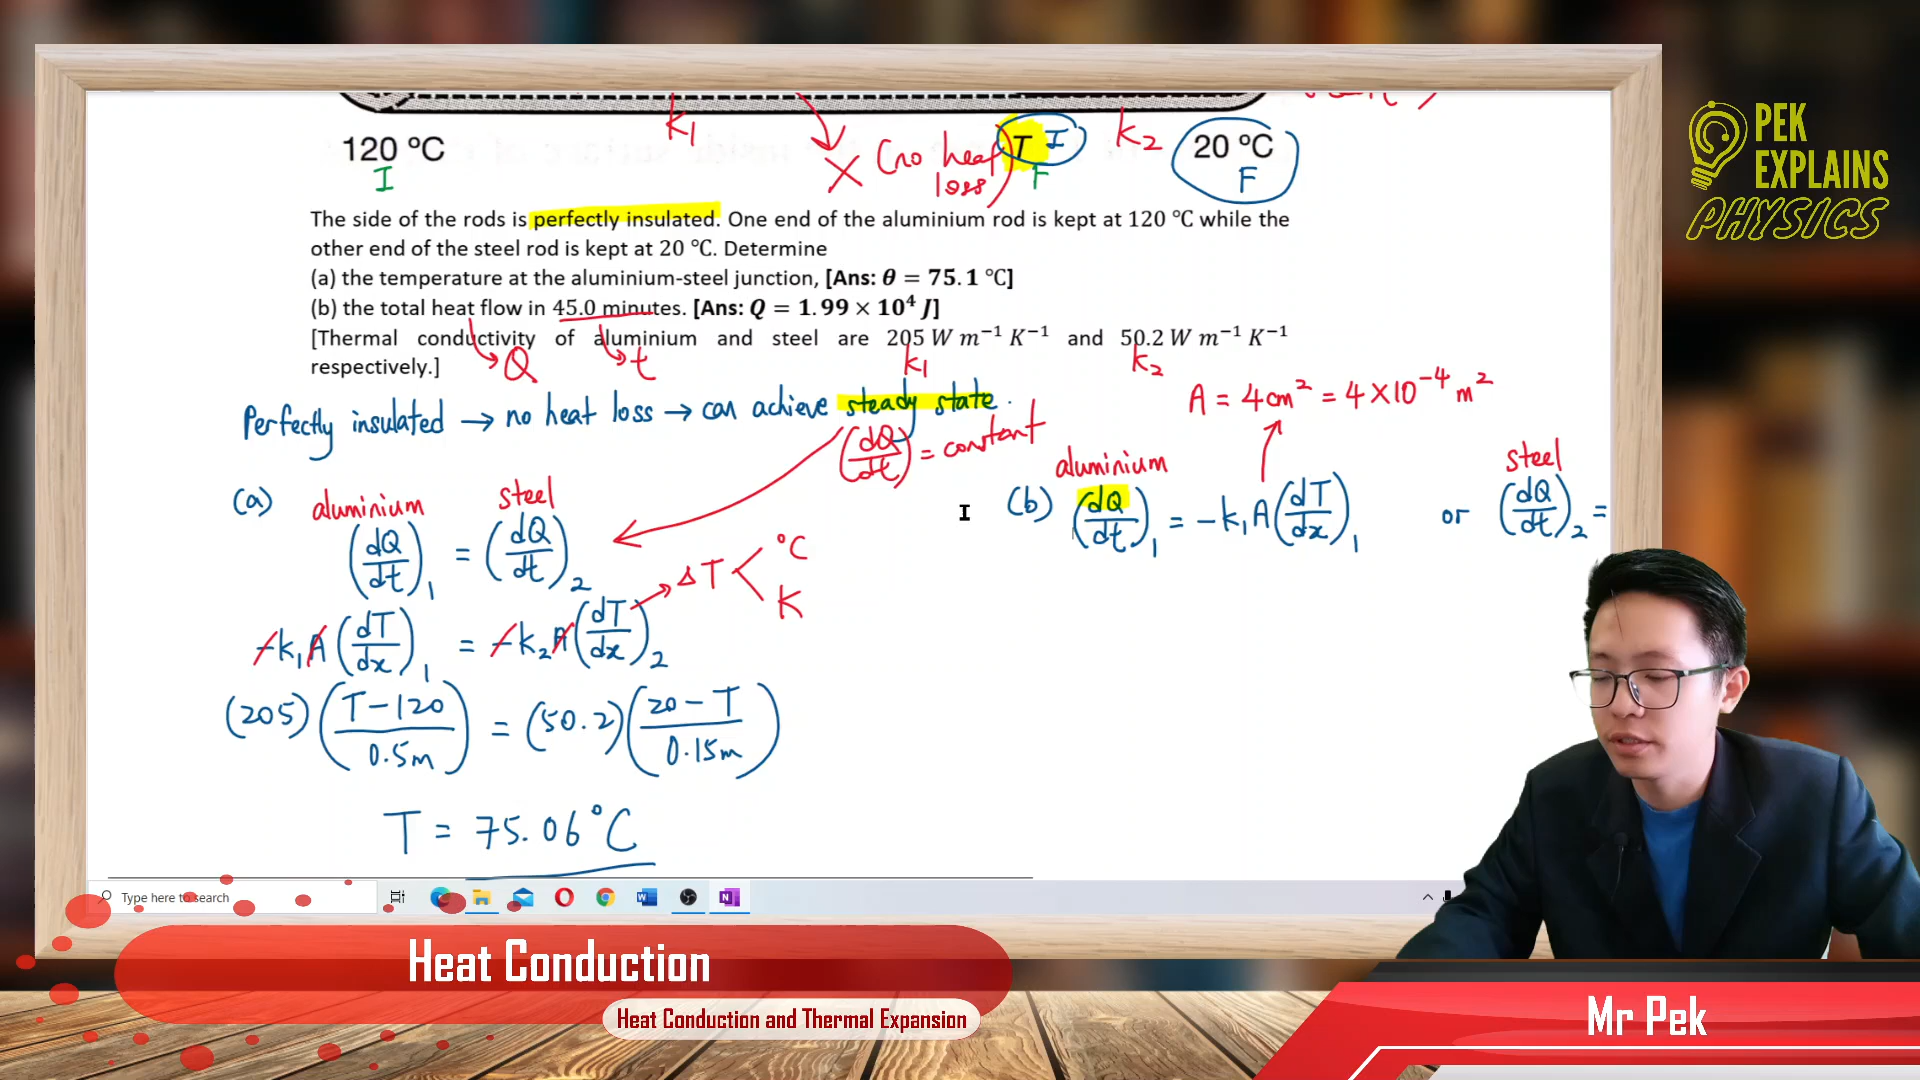 k₁
120 °C
I
X (no heat loss)
T I
F
k₂
20 °C
F
PEK
EXPLAINS
PHYSICS
The side of the rods is perfectly insulated. One end of the aluminium rod is kept at 120 °C while the
other end of the steel rod is kept at 20 °C. Determine
(a) the temperature at the aluminium-steel junction, [Ans: θ = 75.1 °C]
(b) the total heat flow in 45.0 minutes. [Ans: Q = 1.99 × 10⁴ J]
[Thermal conductivity of aluminium and steel are 205 W m⁻¹ K⁻¹ and 50.2 W m⁻¹ K⁻¹
respectively.]
Q
t
k₁
k₂
A = 4cm² = 4×10⁻⁴ m²
Perfectly insulated → no heat loss → can achieve steady state.
(dQ/dt) = constant
(a) aluminium steel
(dQ/dt)₁ = (dQ/dt)₂
ΔT < °C K
-k₁A(dT/dx)₁ = -k₂A(dT/dx)₂
(205)(T-120/0.5m) = (50.2)(20-T/0.15m)
T = 75.06°C
aluminium steel
(b) (dQ/dt)₁ = -k₁A(dT/dx)₁ or (dQ/dt)₂ =
Type here to search
Heat Conduction
Heat Conduction and Thermal Expansion
Mr Pek